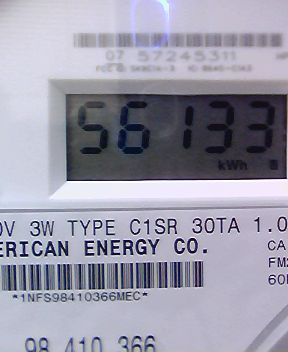 07 57245311
56133
kWh
0V 3W TYPE C1SR 30TA 1.0
ERICAN ENERGY CO.
CA
FM2
60
*1NFS98410366MEC*
98 410 366